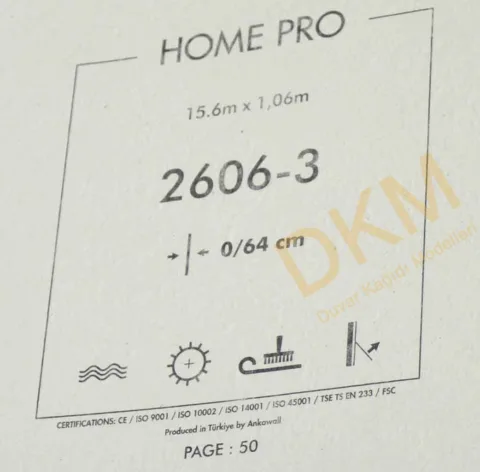 HOME PRO
15.6m x 1,06m
2606-3
0/64 cm
DKM
Duvar Kağıdı Modelleri
CERTIFICATIONS: CE / ISO 9001 / ISO 10002 / ISO 14001 / ISO 45001 / TSE TS EN 233 / FSC
Produced in Türkiye by Ankawall
PAGE : 50